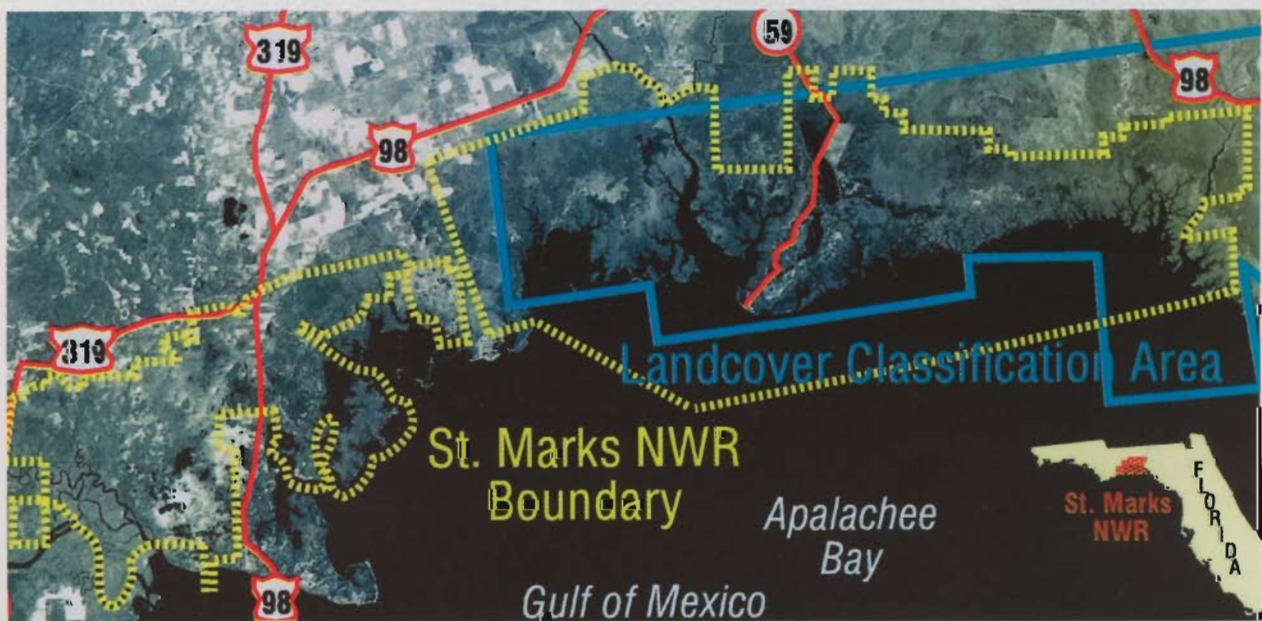 319
59
98
98
319
Landcover Classification Area
St. Marks NWR
Boundary
Apalachee
Bay
Gulf of Mexico
98
St. Marks
NWR
FLORIDA